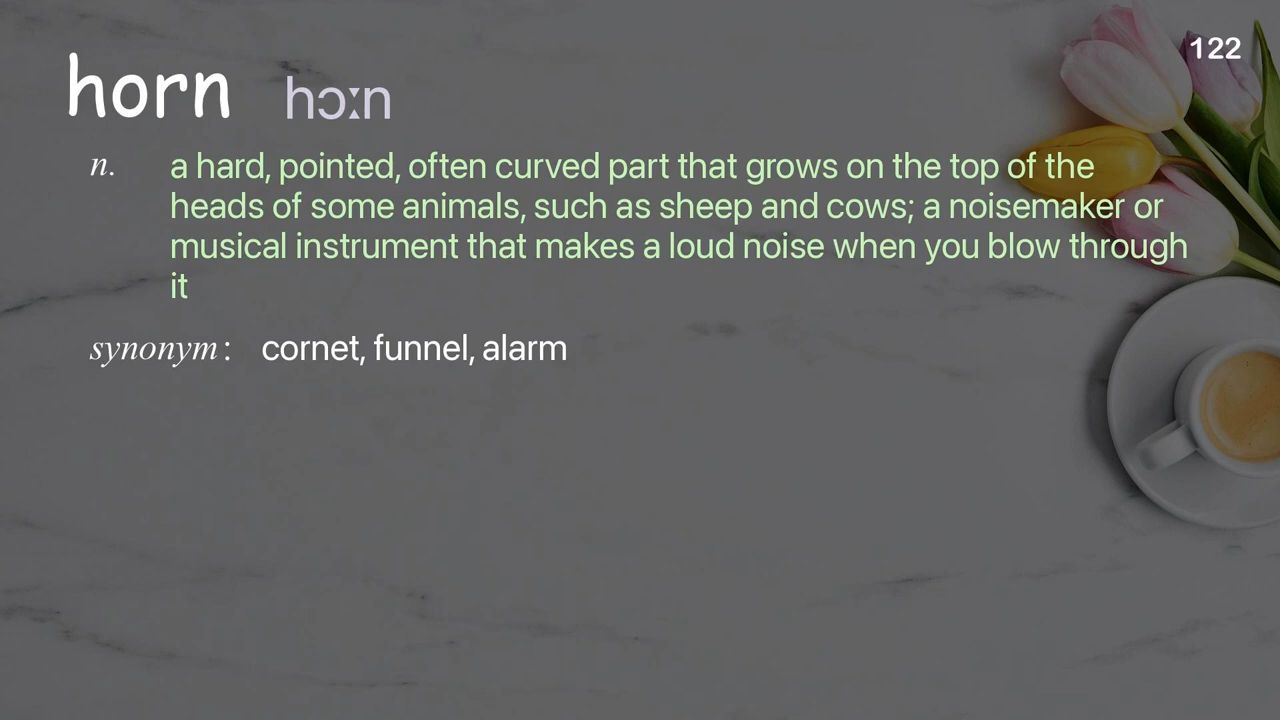 122
horn hɔːn
n. a hard, pointed, often curved part that grows on the top of the
heads of some animals, such as sheep and cows; a noisemaker or
musical instrument that makes a loud noise when you blow through
it
synonym: cornet, funnel, alarm